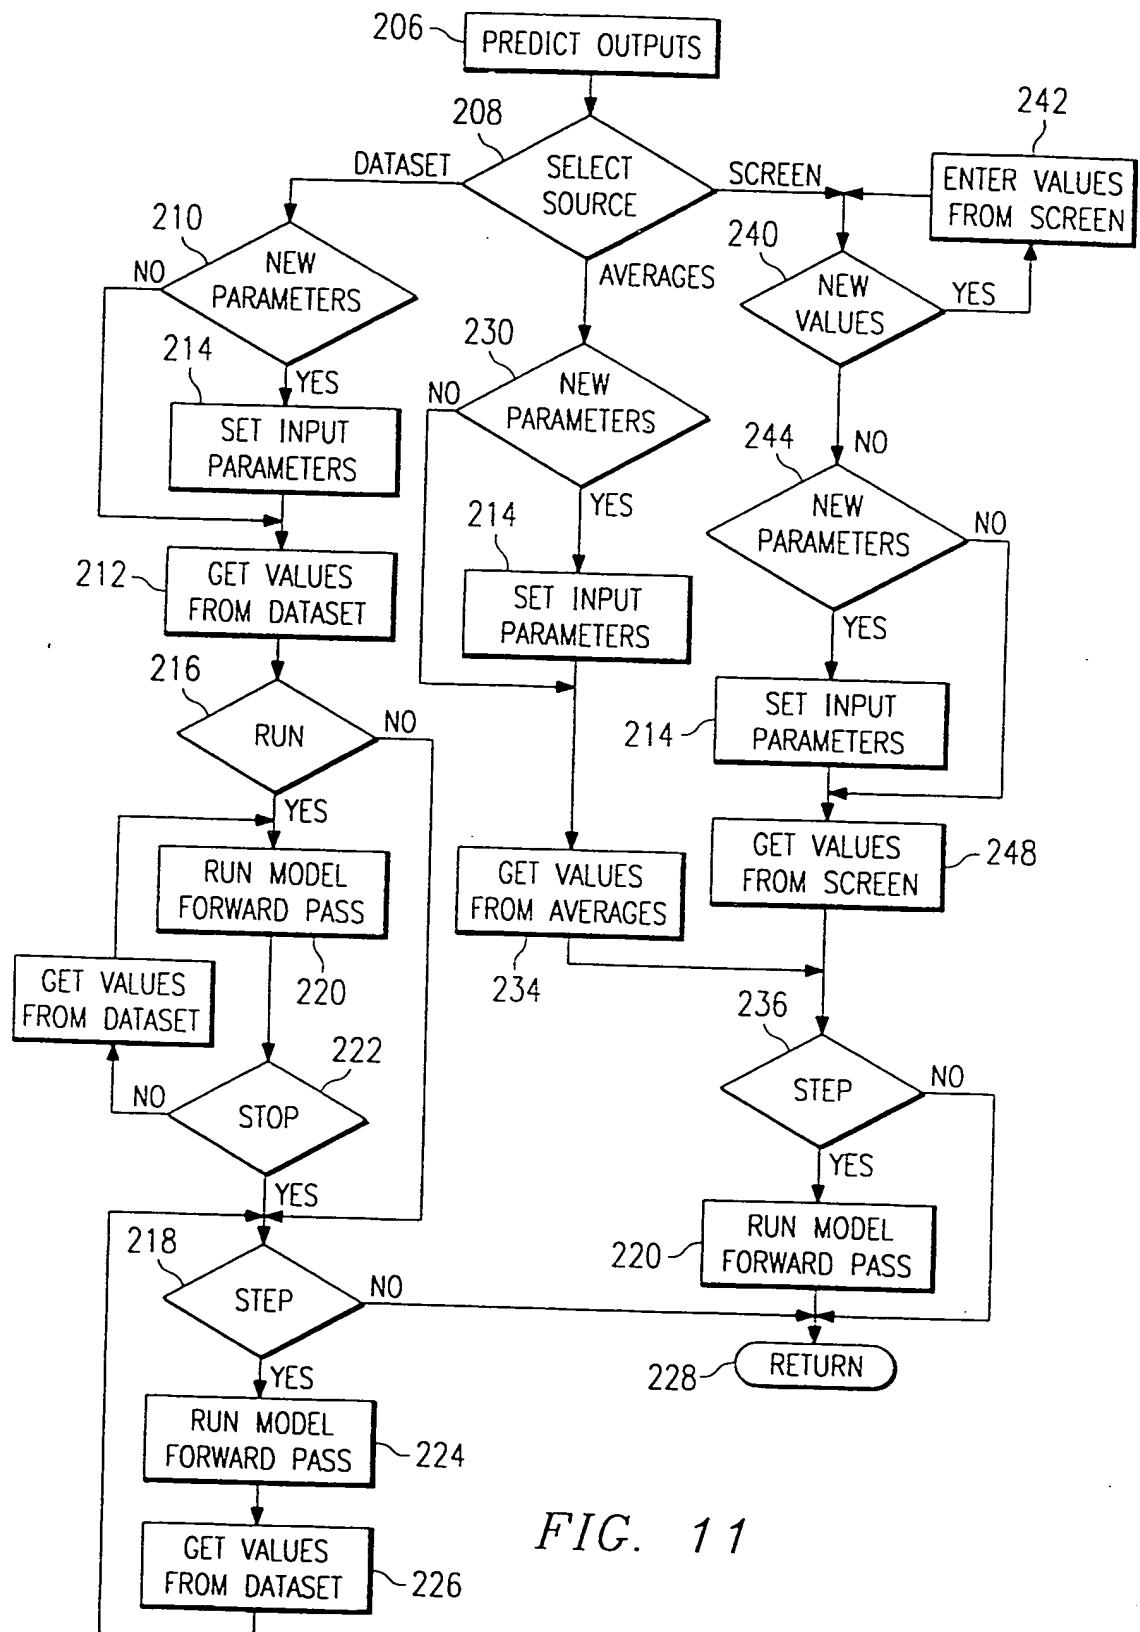 206
PREDICT OUTPUTS
208
SELECT
SOURCE
DATASET
SCREEN
AVERAGES
242
ENTER VALUES
FROM SCREEN
210
NEW
PARAMETERS
NO
YES
214
SET INPUT
PARAMETERS
212
GET VALUES
FROM DATASET
216
RUN
NO
YES
RUN MODEL
FORWARD PASS
220
GET VALUES
FROM DATASET
222
STOP
NO
YES
218
STEP
NO
YES
RUN MODEL
FORWARD PASS
224
GET VALUES
FROM DATASET
226
230
NEW
PARAMETERS
NO
YES
214
SET INPUT
PARAMETERS
GET VALUES
FROM AVERAGES
234
240
NEW
VALUES
YES
NO
244
NEW
PARAMETERS
NO
YES
214
SET INPUT
PARAMETERS
GET VALUES
FROM SCREEN
248
236
STEP
NO
YES
220
RUN MODEL
FORWARD PASS
228
RETURN
FIG. 11